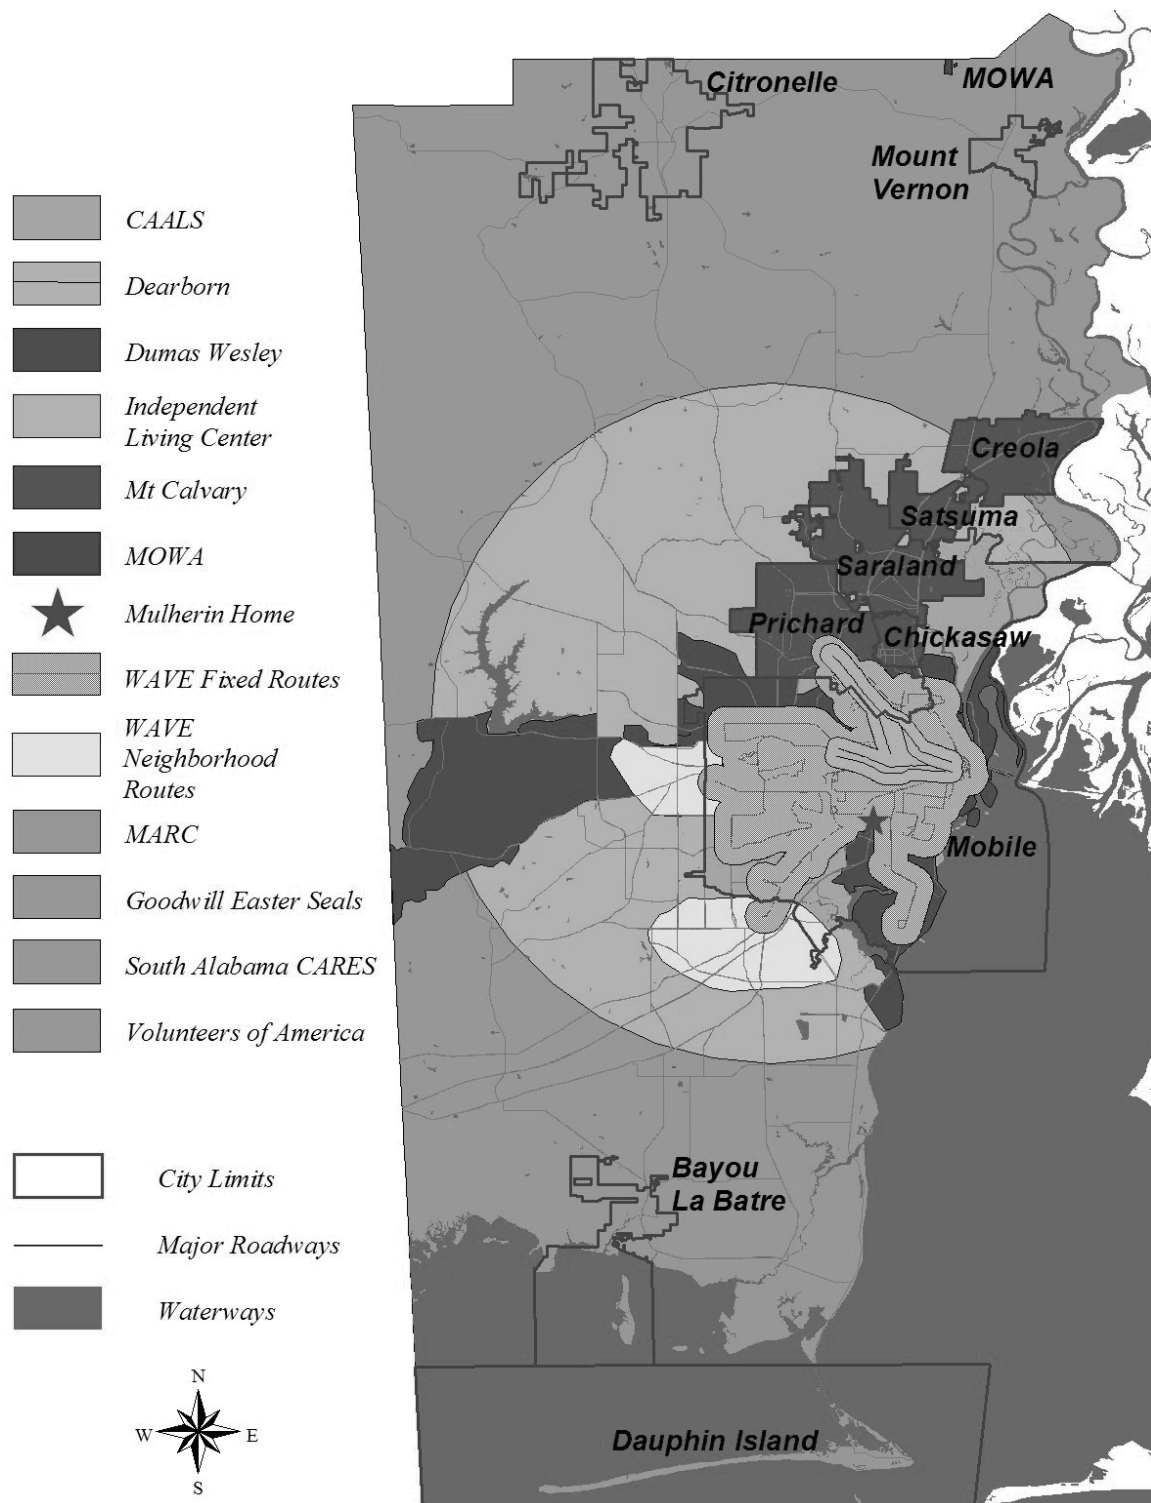 Citronelle
MOWA
Mount
Vernon
CAALS
Dearborn
Dumas Wesley
Independent
Living Center
Mt Calvary
MOWA
Mulherin Home
WAVE Fixed Routes
WAVE
Neighborhood
Routes
MARC
Goodwill Easter Seals
South Alabama CARES
Volunteers of America
City Limits
Major Roadways
Waterways
N
W
E
S
Creola
Satsuma
Saraland
Prichard
Chickasaw
Mobile
Bayou
La Batre
Dauphin Island